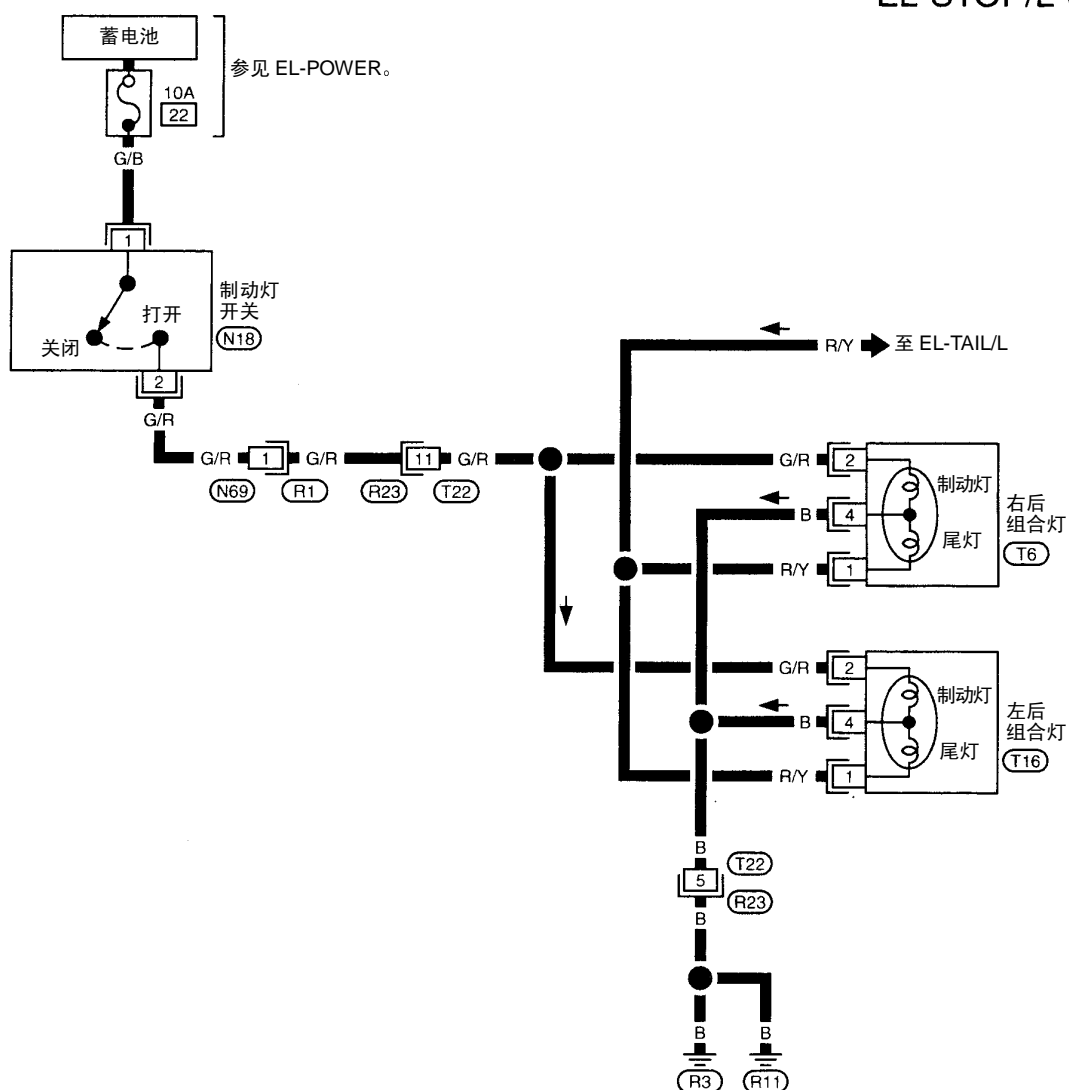 蓄电池
参见 EL-POWER。
10A
22
G/B
1
制动灯
开关
N18
打开
关闭
2
G/R
R/Y
至 EL-TAIL/L
G/R
1
G/R
11
G/R
N69
R1
R23
T22
G/R
2
制动灯
B
4
右后
组合灯
尾灯
T6
R/Y
1
G/R
2
制动灯
B
4
左后
组合灯
尾灯
T16
R/Y
1
B
T22
5
R23
B
B
B
R3
R11